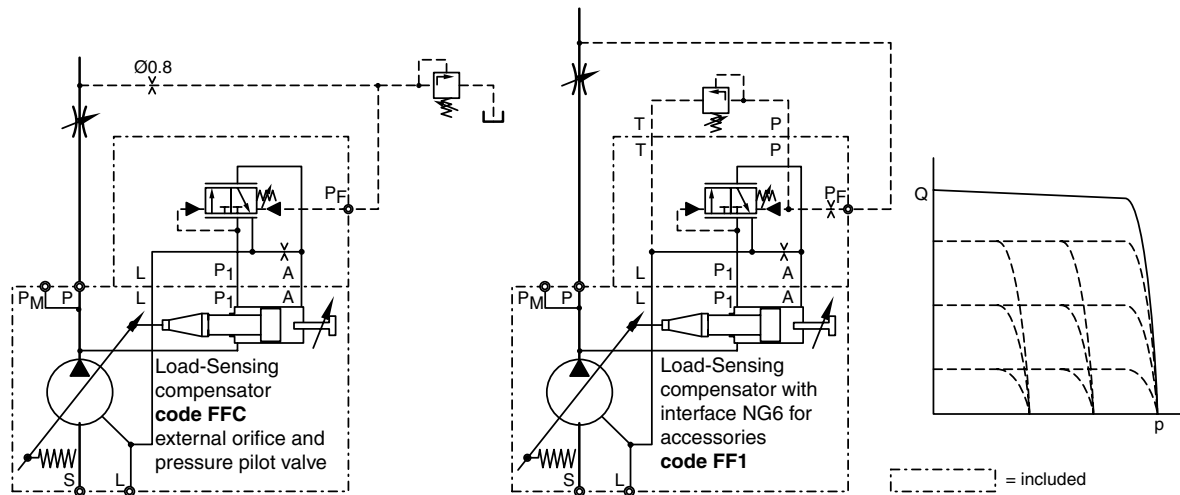 Ø0.8
PF
L
P1
A
PM
P
L
P1
A
Load-Sensing
compensator
code FFC
external orifice and
pressure pilot valve
S
L
T
P
T
P
PF
L
P1
A
PM
P
L
P1
A
Load-Sensing
compensator with
interface NG6 for
accessories
code FF1
S
L
Q
p
= included